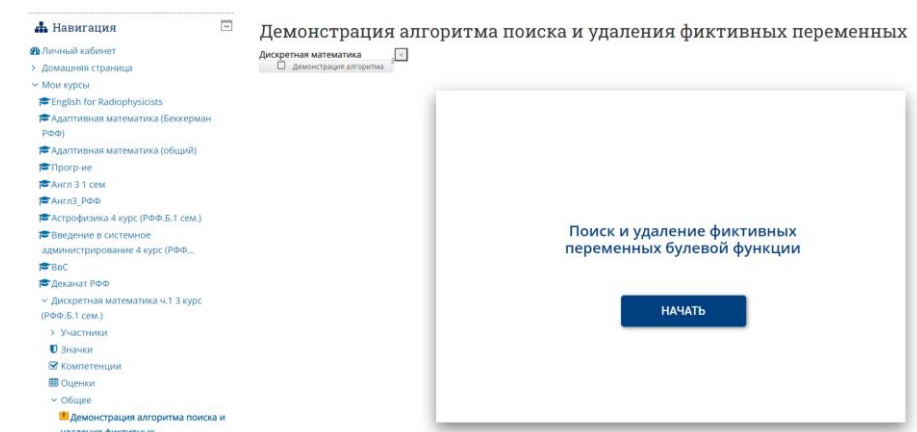 Навигация
Личный кабинет
Домашняя страница
Мои курсы
English for Radiophysicists
Адаптивная математика (Беккерман
РФФ)
Адаптивная математика (общий)
Прогр-ие
Англ 3 1 сем
Англ3_РФФ
Астрофизика 4 курс (РФФ.Б.1 сем.)
Введение в системное
администрирование 4 курс (РФФ...
ВвС
Деканат РФФ
Дискретная математика ч.1 3 курс
(РФФ.Б.1 сем.)
Участники
Значки
Компетенции
Оценки
Общее
Демонстрация алгоритма поиска и
удаления фиктивных
Демонстрация алгоритма поиска и удаления фиктивных переменных
Дискретная математика <
Демонстрация алгоритма
Поиск и удаление фиктивных
переменных булевой функции
НАЧАТЬ